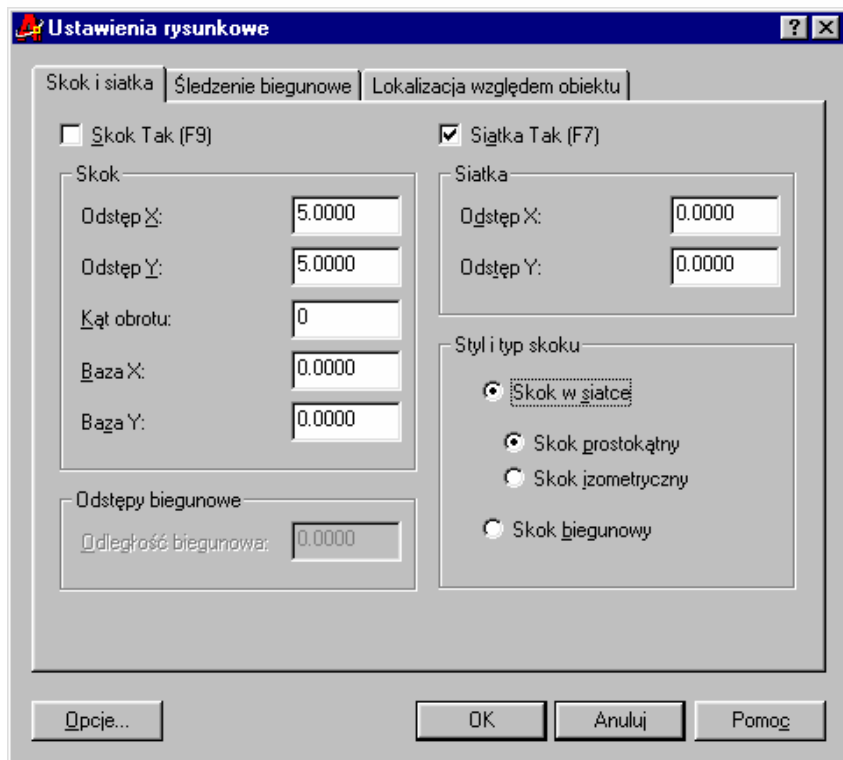 Ustawienia rysunkowe
Skok i siatka
Śledzenie biegunowe
Lokalizacja względem obiektu
Skok Tak (F9)
Skok
Odstęp X:
5.0000
Odstęp Y:
5.0000
Kąt obrotu:
0
Baza X:
0.0000
Baza Y:
0.0000
Odstępy biegunowe
Odległość biegunowa:
0.0000
Siatka Tak (F7)
Siatka
Odstęp X:
0.0000
Odstęp Y:
0.0000
Styl i typ skoku
Skok w siatce
Skok prostokątny
Skok izometryczny
Skok biegunowy
Opcje...
OK
Anuluj
Pomoc